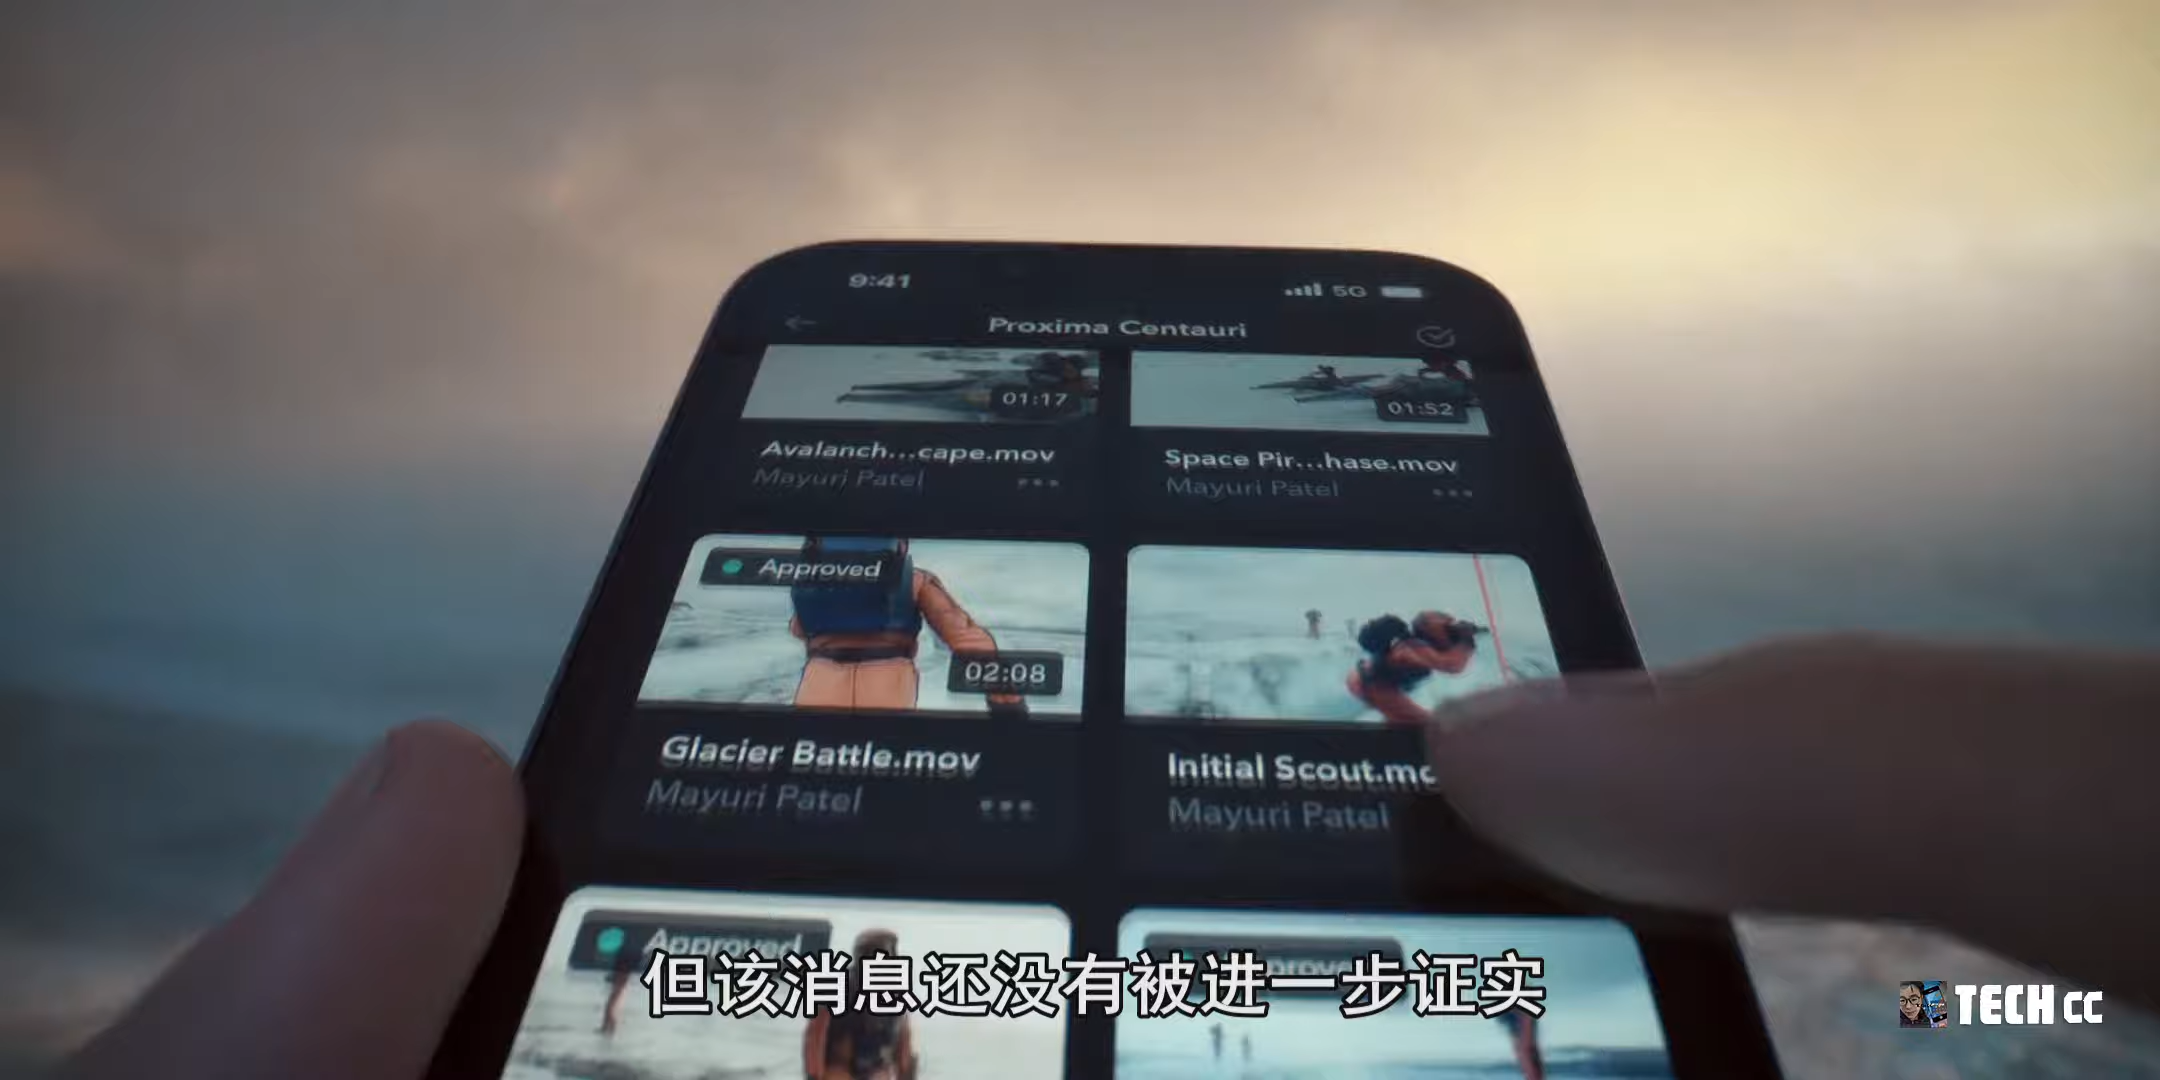 9:41
5G
Proxima Centauri
01:17
01:52
Avalanch...cape.mov
Space Pir...hase.mov
Mayuri Patel
Mayuri Patel
Approved
02:08
Glacier Battle.mov
Initial Scout.mo
Mayuri Patel
Mayuri Patel
Approved
但该消息还没有被进一步证实
TECH CC